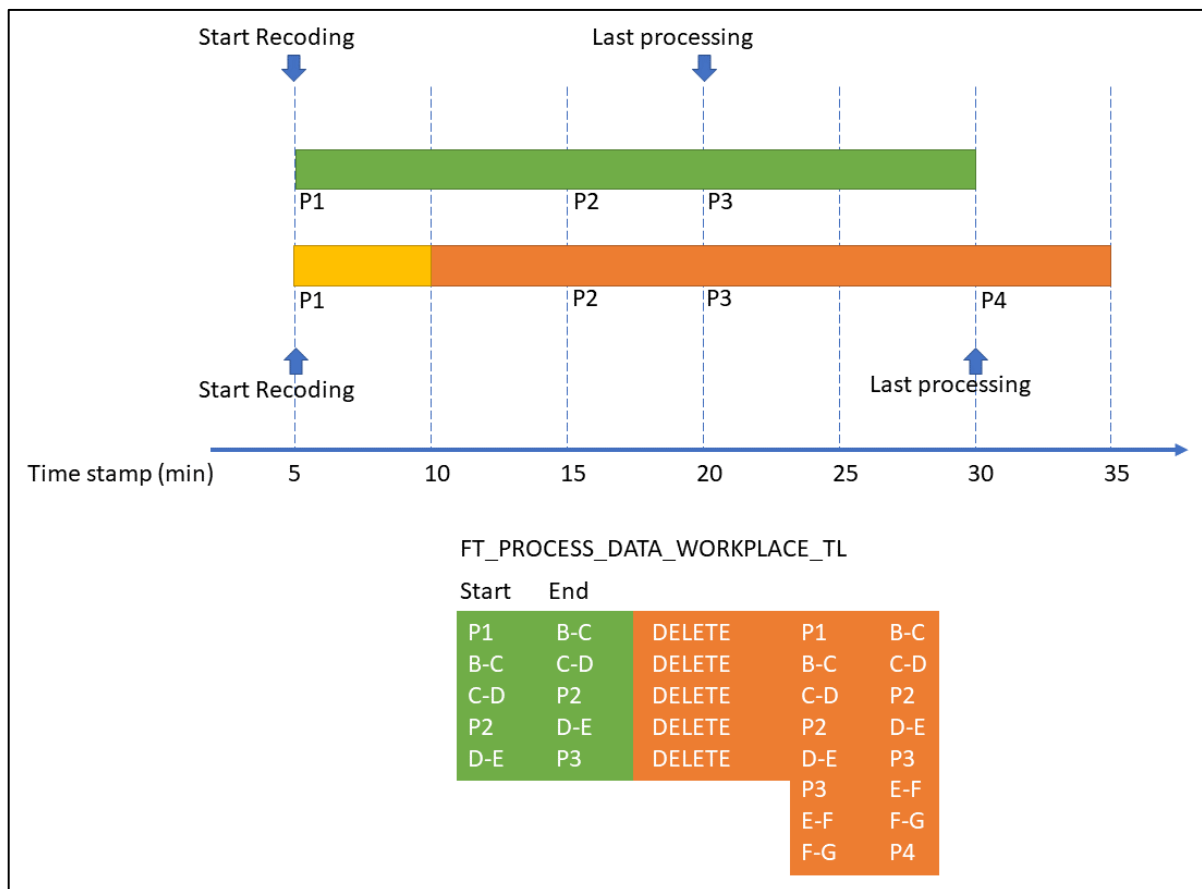 Start Recoding Last processing
P1 P2 P3
P1 P2 P3 P4
Start Recoding Last processing
Time stamp (min) 5 10 15 20 25 30 35
FT_PROCESS_DATA_WORKPLACE_TL
Start End
P1 B-C DELETE P1 B-C
B-C C-D DELETE B-C C-D
C-D P2 DELETE C-D P2
P2 D-E DELETE P2 D-E
D-E P3 DELETE D-E P3
P3 E-F
E-F F-G
F-G P4